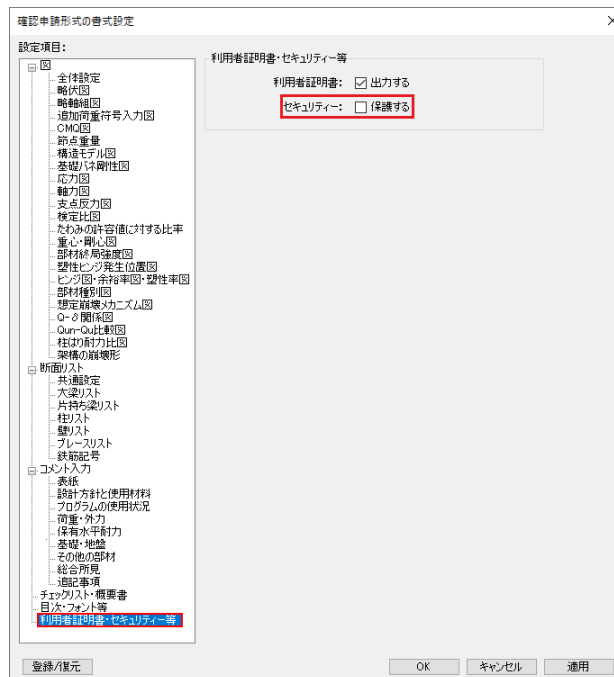 確認申請形式の書式設定
設定項目:
図
全体設定
略伏図
略軸組図
追加荷重符号入力図
CMQ図
節点重量
構造モデル図
基礎バネ剛性図
応力図
軸力図
支点反力図
検定比図
たわみの許容値に対する比率
重心・剛心図
部材終局強度図
塑性ヒンジ発生位置図
ヒンジ図・余裕率図・塑性率図
部材種別図
想定崩壊メカニズム図
Q-δ関係図
Qun-Qu比較図
柱はり耐力比図
架構の崩壊形
断面リスト
共通設定
大梁リスト
片持ち梁リスト
柱リスト
壁リスト
ブレースリスト
鉄筋記号
コメント入力
表紙
設計方針と使用材料
プログラムの使用状況
荷重・外力
保有水平耐力
基礎・地盤
その他の部材
総合所見
追記事項
チェックリスト・概要書
目次・フォント等
利用者証明書・セキュリティー等
利用者証明書・セキュリティー等
利用者証明書: 出力する
セキュリティー: 保護する
登録/復元
OK キャンセル 適用